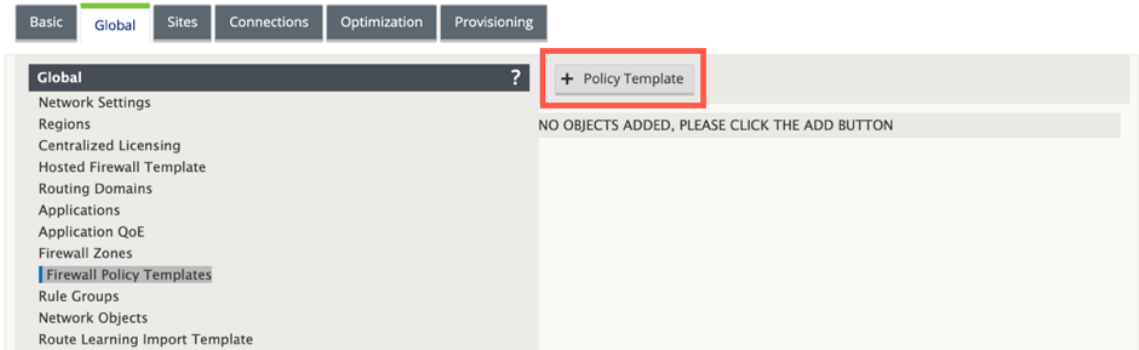 Basic Global Sites Connections Optimization Provisioning
Global ?
+ Policy Template
NO OBJECTS ADDED, PLEASE CLICK THE ADD BUTTON
Network Settings
Regions
Centralized Licensing
Hosted Firewall Template
Routing Domains
Applications
Application QoE
Firewall Zones
Firewall Policy Templates
Rule Groups
Network Objects
Route Learning Import Template